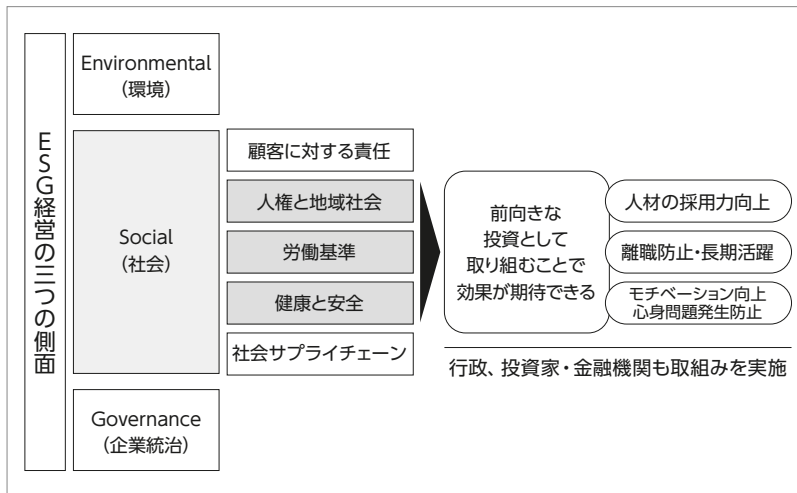 ESG経営の三つの側面
Environmental
(環境)
Social
(社会)
Governance
(企業統治)
顧客に対する責任
人権と地域社会
労働基準
健康と安全
社会サプライチェーン
前向きな
投資として
取り組むことで
効果が期待できる
人材の採用力向上
離職防止・長期活躍
モチベーション向上
心身問題発生防止
行政、投資家・金融機関も取組みを実施